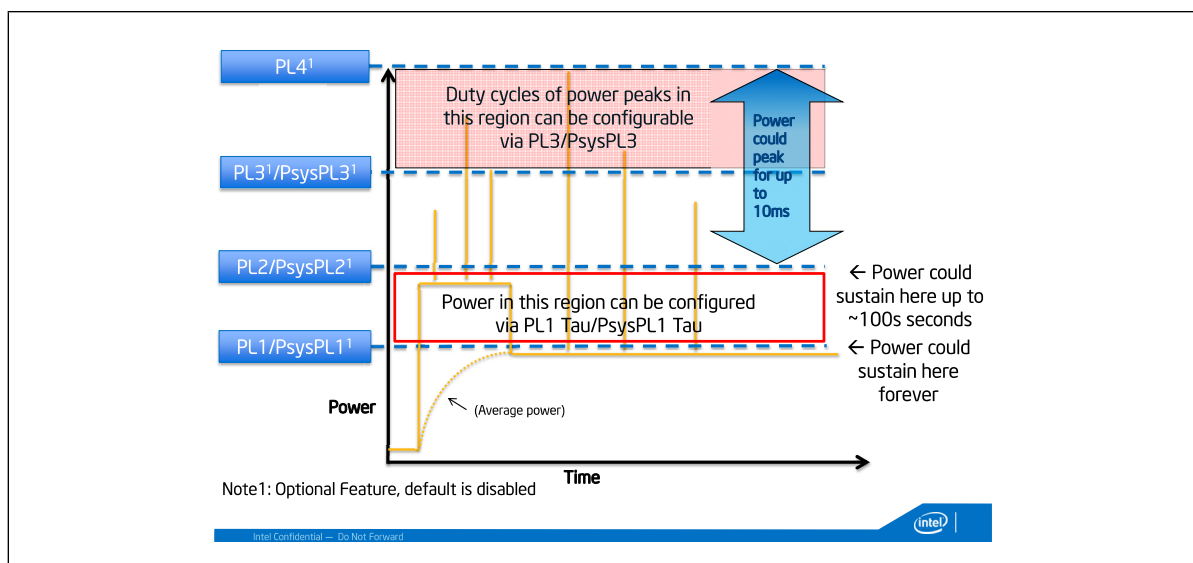 PL4¹
Duty cycles of power peaks in
this region can be configurable
via PL3/PsysPL3
Power
could
peak
for up
to
10ms
PL3¹/PsysPL3¹
PL2/PsysPL2¹
← Power could
sustain here up to
~100s seconds
Power in this region can be configured
via PL1 Tau/PsysPL1 Tau
PL1/PsysPL1¹
← Power could
sustain here
forever
Power
(Average power)
Time
Note1: Optional Feature, default is disabled
Intel Confidential — Do Not Forward
intel